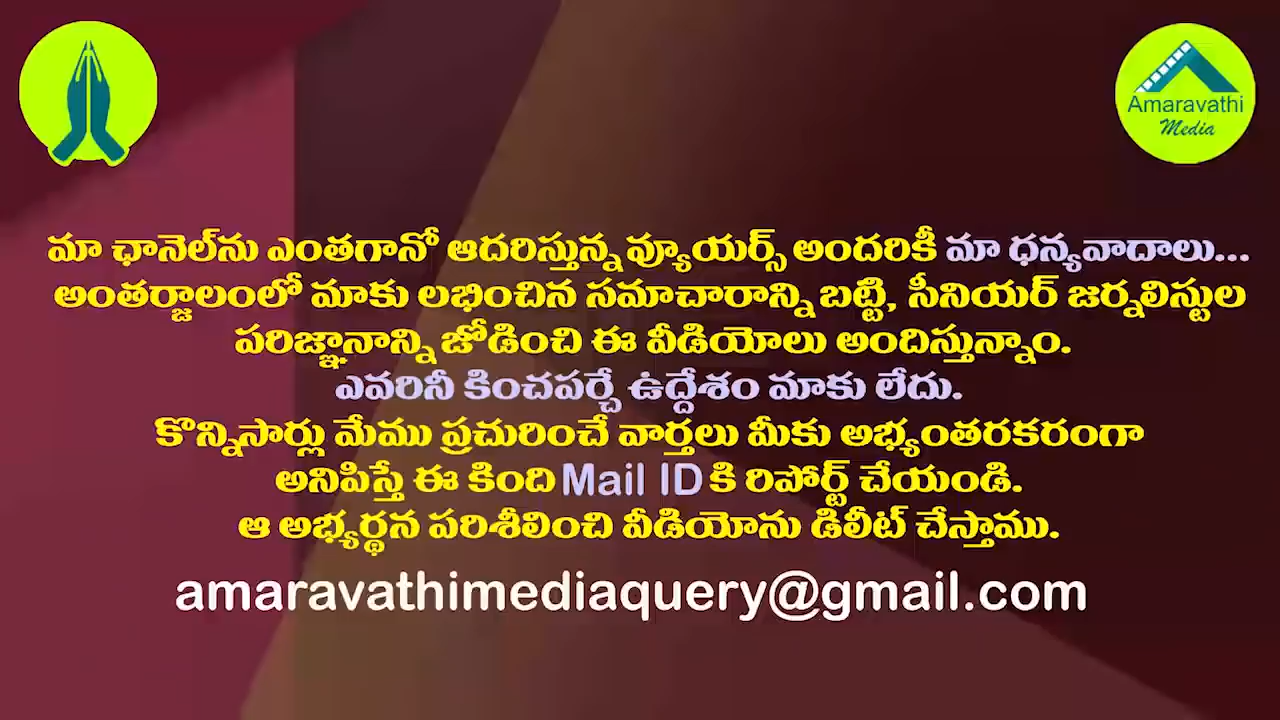 Amaravathi
Media
మా ఛానెల్‌ను ఎంతగానో ఆదరిస్తున్న వ్యూయర్స్ అందరికీ మా ధన్యవాదాలు...
అంతర్జాలంలో మాకు లభించిన సమాచారాన్ని బట్టి, సీనియర్ జర్నలిస్టుల
పరిజ్ఞానాన్ని జోడించి ఈ వీడియోలు అందిస్తున్నాం.
ఎవరినీ కించపర్చే ఉద్దేశం మాకు లేదు.
కొన్నిసార్లు మేము ప్రచురించే వార్తలు మీకు అభ్యంతరకరంగా
అనిపిస్తే ఈ కింది Mail ID కి రిపోర్ట్ చేయండి.
ఆ అభ్యర్థన పరిశీలించి వీడియోను డిలీట్ చేస్తాము.
amaravathimediaquery@gmail.com